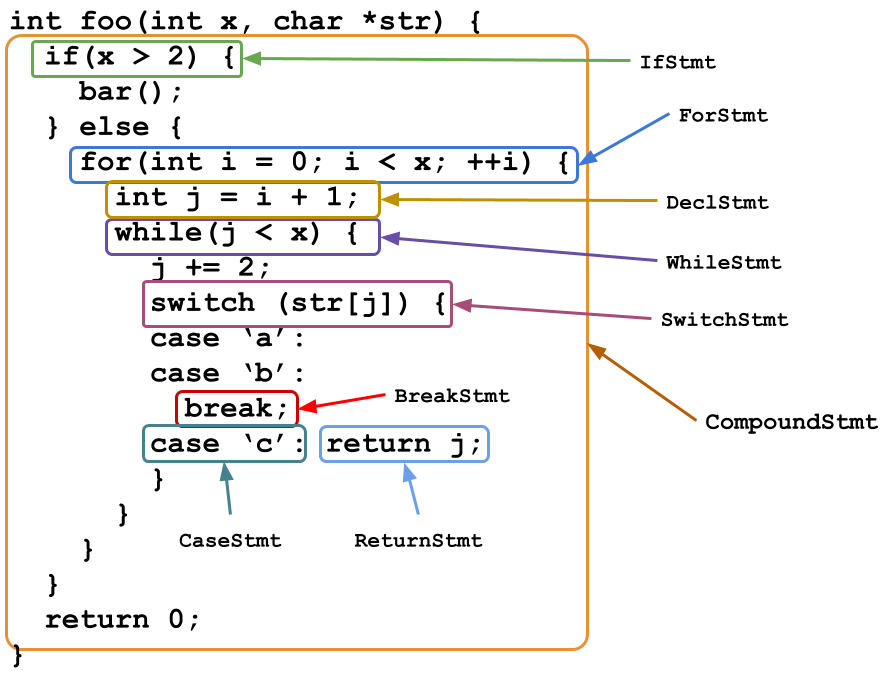 int foo(int x, char *str) {
if(x > 2) {
IfStmt
bar();
} else {
ForStmt
for(int i = 0; i < x; ++i) {
int j = i + 1;
DeclStmt
while(j < x) {
WhileStmt
j += 2;
switch (str[j]) {
SwitchStmt
case ‘a’:
case ‘b’:
break;
BreakStmt
CompoundStmt
case ‘c’: return j;
}
}
CaseStmt
ReturnStmt
}
}
return 0;
}